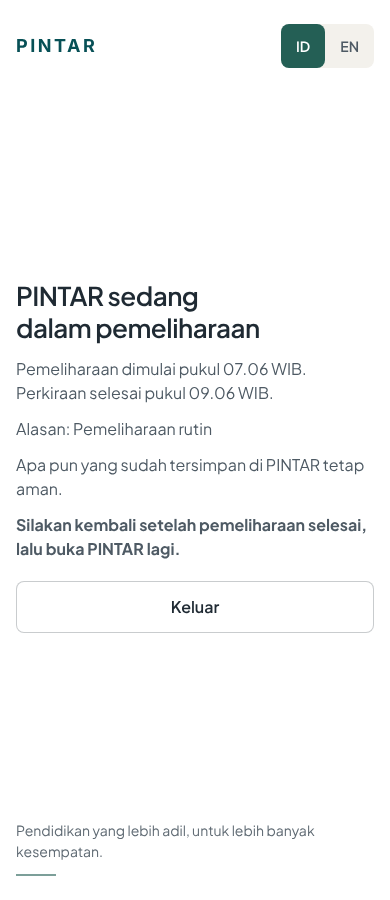 PINTAR
ID
EN
PINTAR sedang
dalam pemeliharaan
Pemeliharaan dimulai pukul 07.06 WIB.
Perkiraan selesai pukul 09.06 WIB.
Alasan: Pemeliharaan rutin
Apa pun yang sudah tersimpan di PINTAR tetap
aman.
Silakan kembali setelah pemeliharaan selesai,
lalu buka PINTAR lagi.
Keluar
Pendidikan yang lebih adil, untuk lebih banyak
kesempatan.